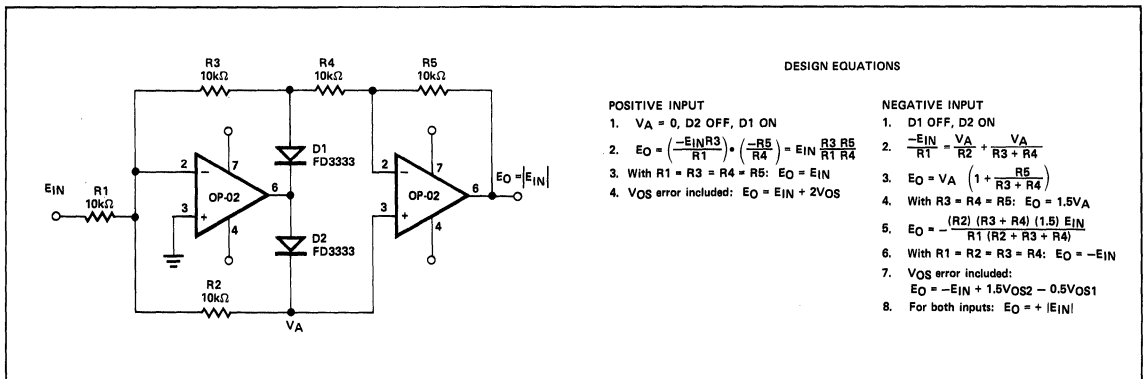 R3
10kΩ
R4
10kΩ
R5
10kΩ
D1
FD3333
2
−
7
OP-02
6
3
+
4
EIN
R1
10kΩ
D2
FD3333
2
−
7
OP-02
6
3
+
4
EO = |EIN|
R2
10kΩ
VA
DESIGN EQUATIONS
POSITIVE INPUT
1. VA = 0, D2 OFF, D1 ON
2. EO = (-EINR3/R1) • (-R5/R4) = EIN R3 R5/R1 R4
3. With R1 = R3 = R4 = R5: EO = EIN
4. VOS error included: EO = EIN + 2VOS
NEGATIVE INPUT
1. D1 OFF, D2 ON
2. -EIN/R1 = VA/R2 + VA/R3 + R4
3. EO = VA (1 + R5/R3 + R4)
4. With R3 = R4 = R5: EO = 1.5VA
5. EO = - (R2) (R3 + R4) (1.5) EIN/R1 (R2 + R3 + R4)
6. With R1 = R2 = R3 = R4: EO = -EIN
7. VOS error included:
EO = -EIN + 1.5VOS2 - 0.5VOS1
8. For both inputs: EO = + |EIN|